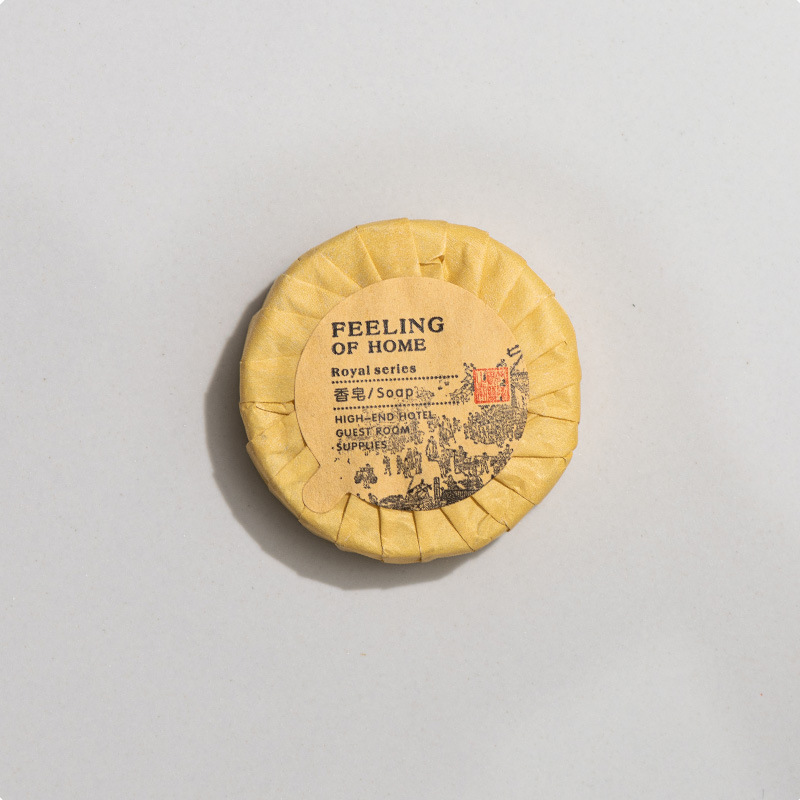 FEELING
OF HOME
Royal series
香皂/Soap
HIGH-END HOTEL
GUEST ROOM
SUPPLIES